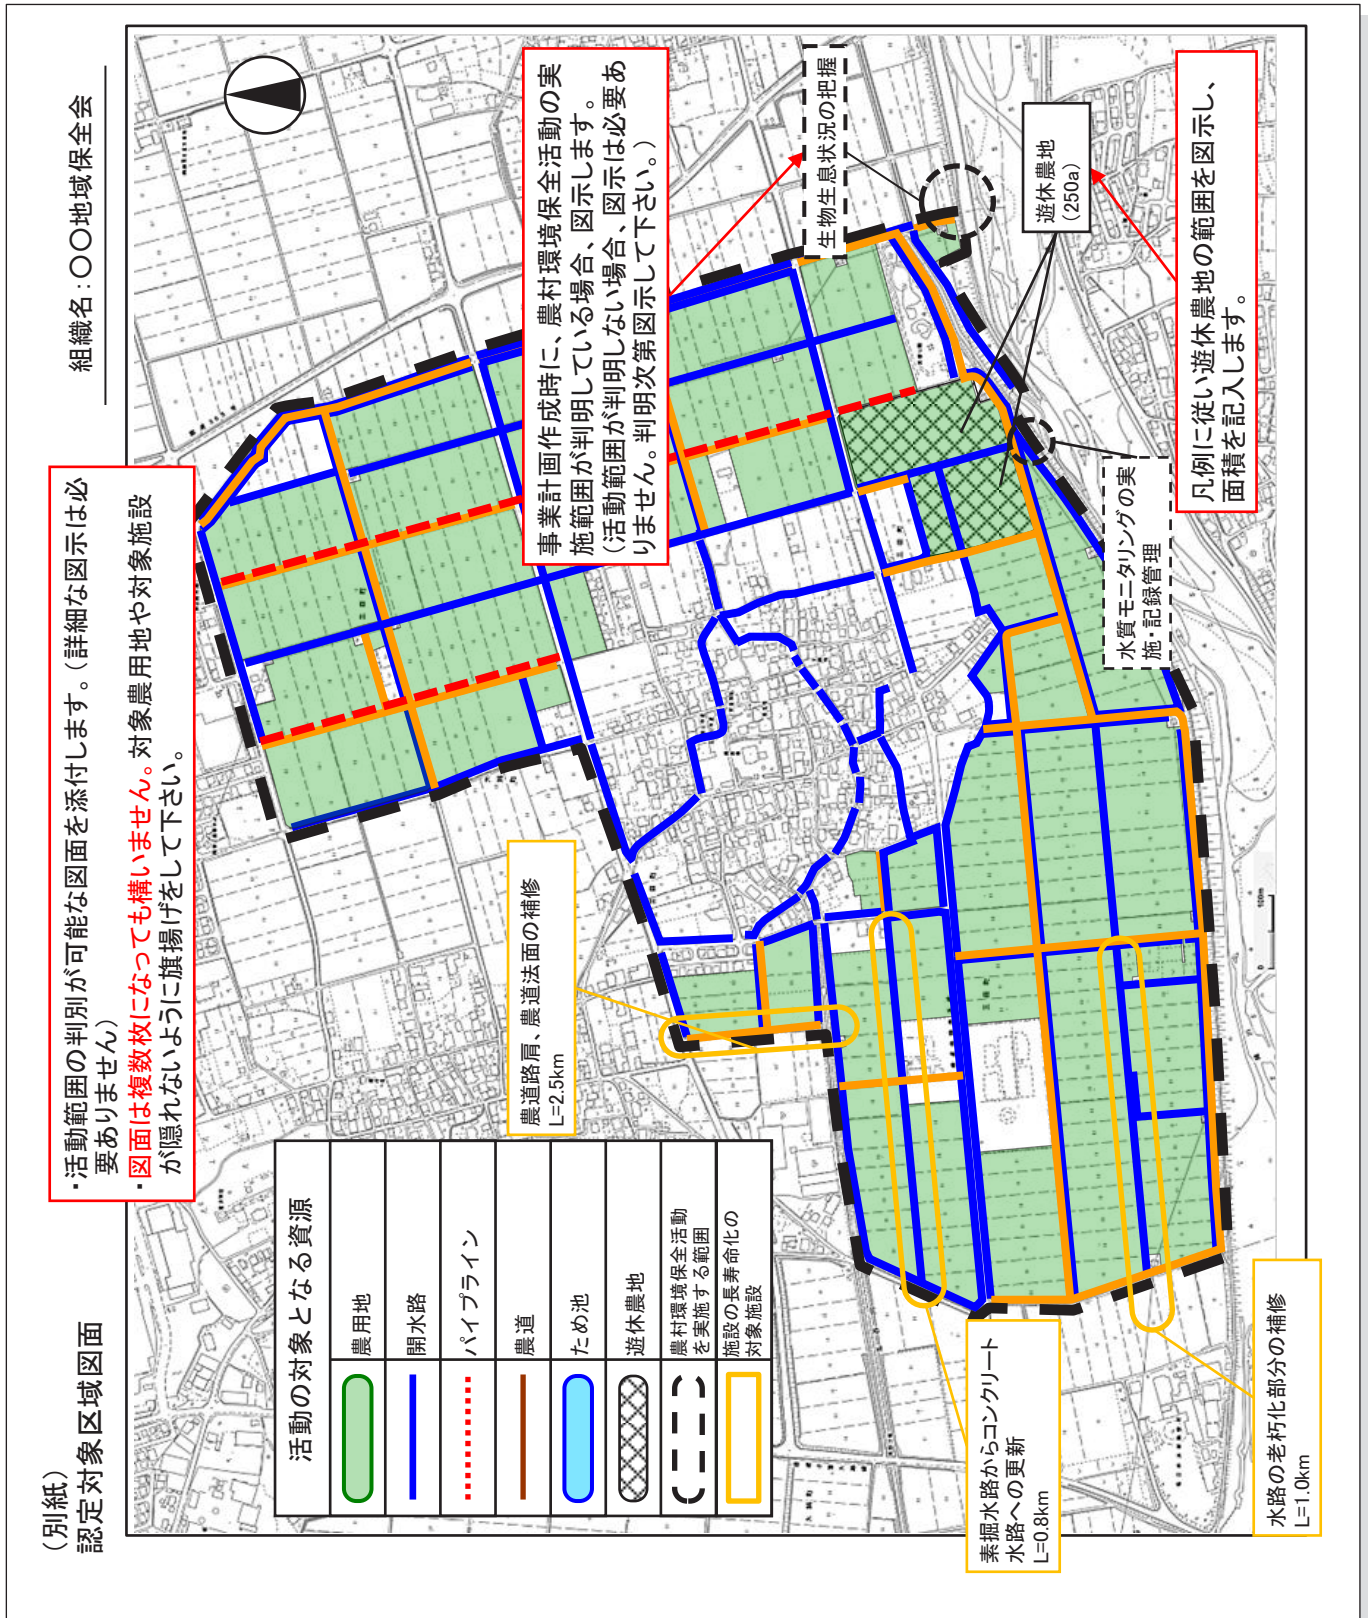 (別紙)
認定対象区域図面
組織名：〇〇地域保全会
・活動範囲の判別が可能な図面を添付します。（詳細な図示は必
要ありません）
・図面は複数枚になっても構いません。対象農用地や対象施設
が隠れないように旗揚げをして下さい。
事業計画作成時に、農村環境保全活動の実
施範囲が判明している場合、図示します。
（活動範囲が判明しない場合、図示は必要あ
りません。判明次第図示して下さい。）
生物生息状況の把握
遊休農地
（250a）
凡例に従い遊休農地の範囲を図示し、
面積を記入します。
水質モニタリングの実
施・記録管理
農道路肩、農道法面の補修
L=2.5km
活動の対象となる資源
農用地
開水路
パイプライン
農道
ため池
遊休農地
農村環境保全活動
を実施する範囲
施設の長寿命化の
対象施設
素掘水路からコンクリート
水路への更新
L=0.8km
水路の老朽化部分の補修
L=1.0km
0
100m